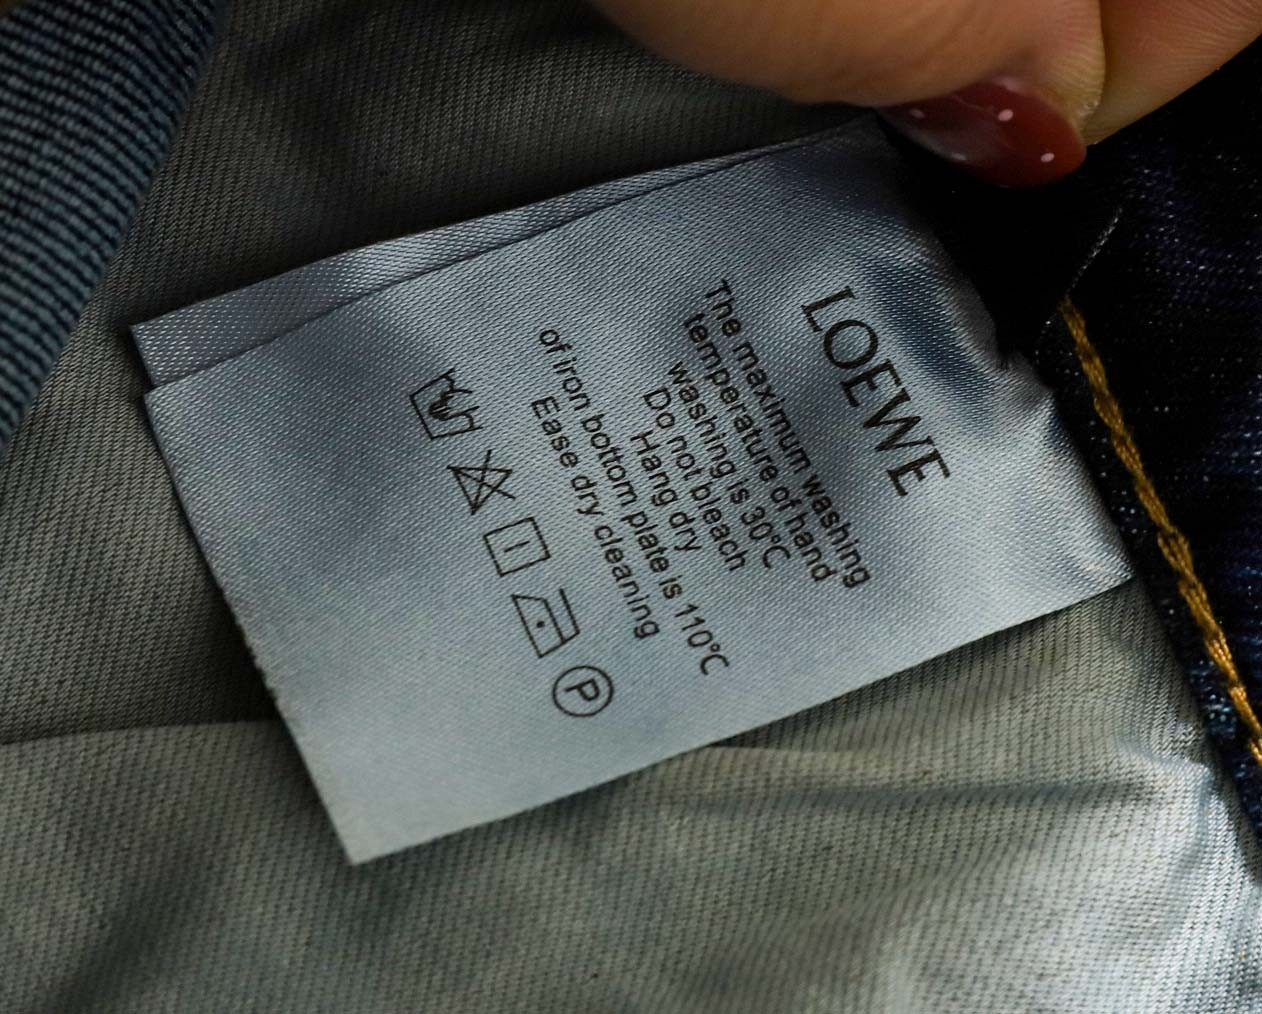 LOEWE
The maximum washing
temperature of hand
washing is 30°C
Do not bleach
Hang dry
of iron bottom plate is 110°C
Ease dry cleaning
P